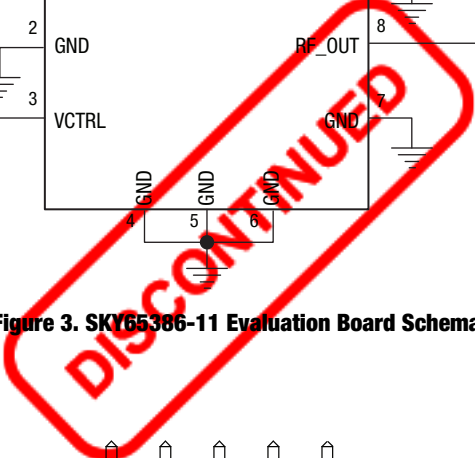 8
2
GND
RF_OUT
3
7
VCTRL
GND
GND
GND
GND
4
5
6
Figure 3. SKY65386-11 Evaluation Board Schema
DISCONTINUED